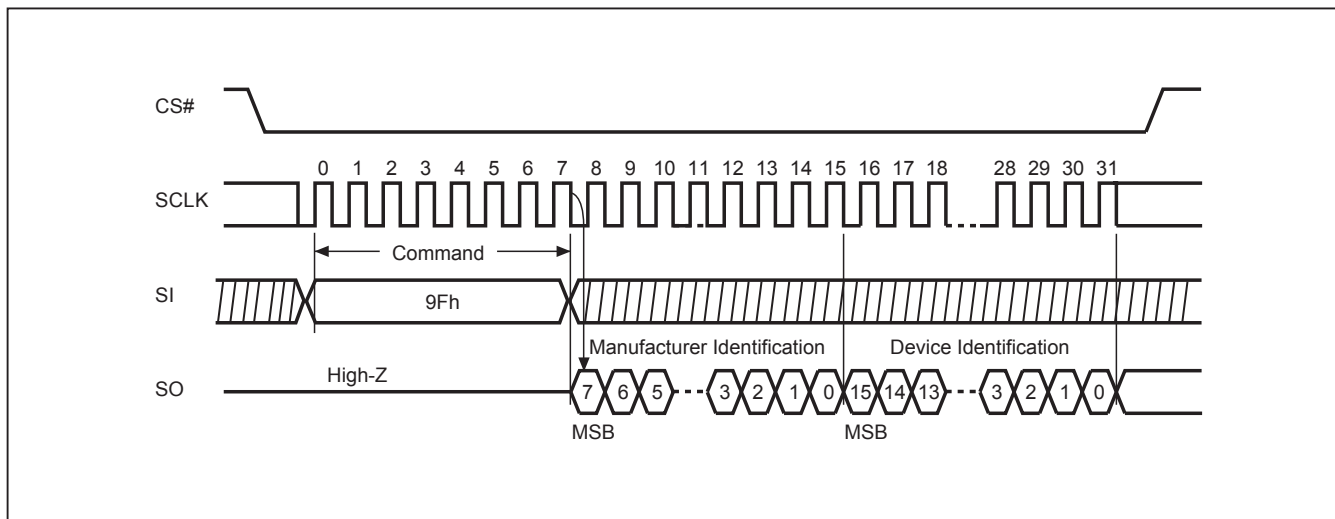 CS#
0 1 2 3 4 5 6 7 8 9 10 11 12 13 14 15 16 17 18 28 29 30 31
SCLK
Command
SI
9Fh
Manufacturer Identification Device Identification
High-Z
SO
7 6 5 3 2 1 0 15 14 13 3 2 1 0
MSB MSB